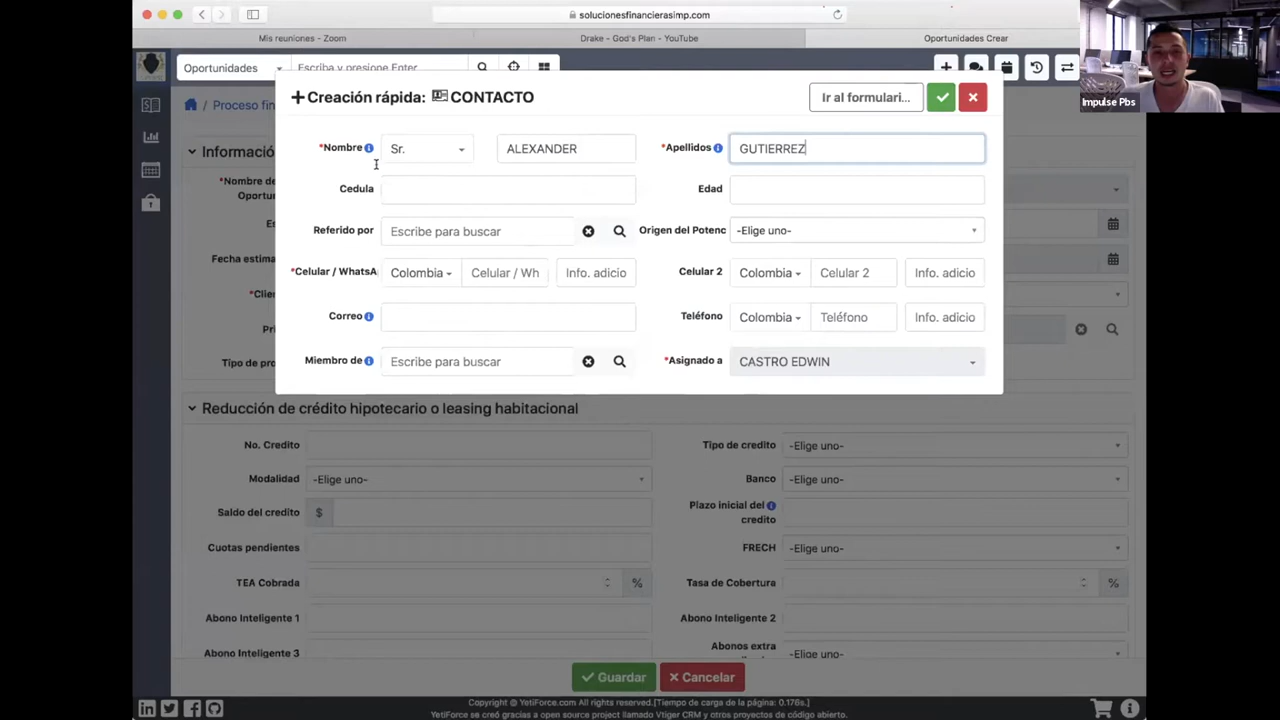 solucionesfinancierasimp.com
Mis reuniones - Zoom
Drake - God's Plan - YouTube
Oportunidades Crear
Oportunidades
Escriba y presione Enter
Impulse Pbs
Creación rápida: CONTACTO
Ir al formulari...
*Nombre
Sr.
ALEXANDER
*Apellidos
GUTIERREZ
Cedula
Edad
Referido por
Escribe para buscar
Origen del Potenc
-Elige uno-
*Celular / WhatsA
Colombia
Celular / Wh
Info. adicio
Celular 2
Colombia
Celular 2
Info. adicio
Correo
Teléfono
Colombia
Teléfono
Info. adicio
Miembro de
Escribe para buscar
*Asignado a
CASTRO EDWIN
Proceso fin
Informació
*Nombre de
Oportu
Es
Fecha estima
*Clie
Pri
Tipo de pro
Reducción de crédito hipotecario o leasing habitacional
No. Credito
Tipo de credito
-Elige uno-
Modalidad
-Elige uno-
Banco
-Elige uno-
Saldo del credito
$
Plazo inicial del
credito
Cuotas pendientes
FRECH
-Elige uno-
TEA Cobrada
%
Tasa de Cobertura
%
Abono Inteligente 1
Abono Inteligente 2
Abono Inteligente 3
Abonos extra
Guardar
Cancelar
Copyright © YetiForce.com All rights reserved.[Tiempo de carga de la página: 0.176s.]
YetiForce se creó gracias a open source project llamado Vtiger CRM y otros proyectos de código abierto.